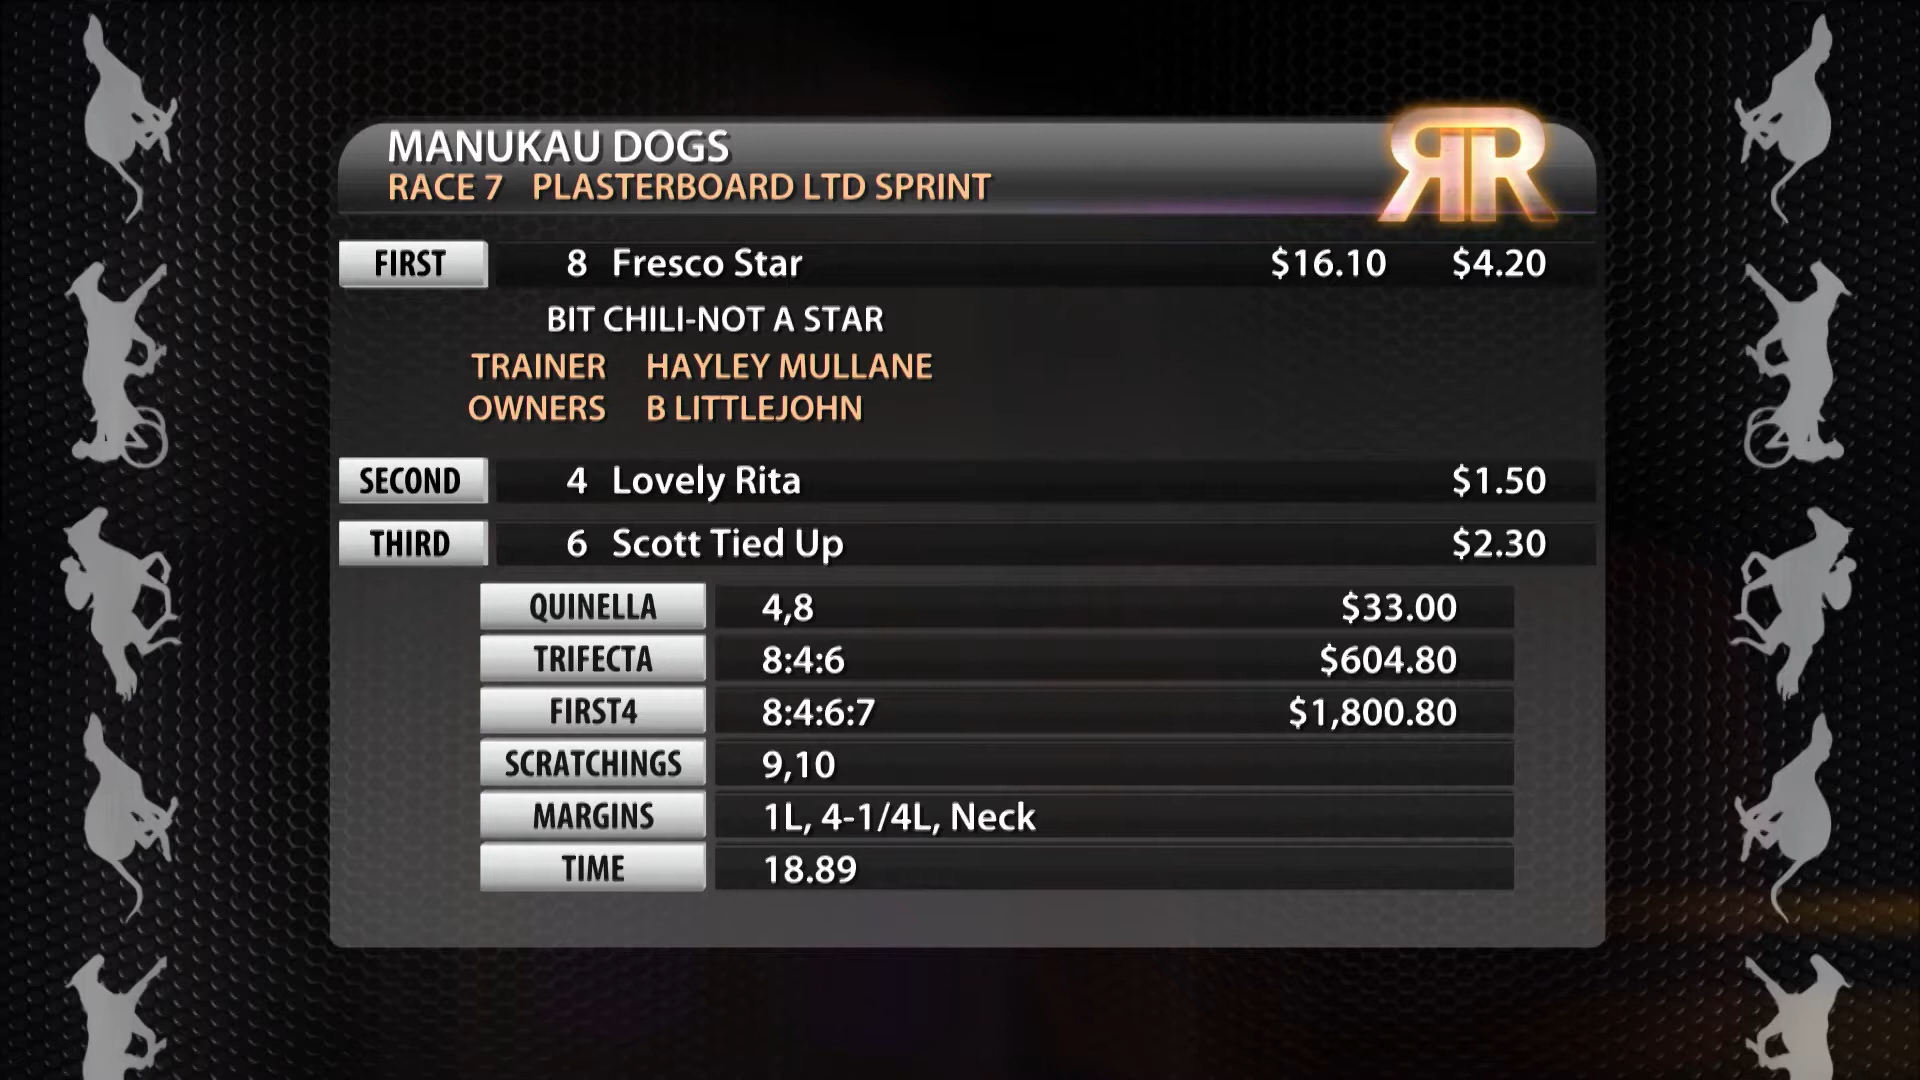 MANUKAU DOGS
RACE 7 PLASTERBOARD LTD SPRINT
RR
FIRST 8 Fresco Star $16.10 $4.20
BIT CHILI-NOT A STAR
TRAINER HAYLEY MULLANE
OWNERS B LITTLEJOHN
SECOND 4 Lovely Rita $1.50
THIRD 6 Scott Tied Up $2.30
QUINELLA 4,8 $33.00
TRIFECTA 8:4:6 $604.80
FIRST4 8:4:6:7 $1,800.80
SCRATCHINGS 9,10
MARGINS 1L, 4-1/4L, Neck
TIME 18.89